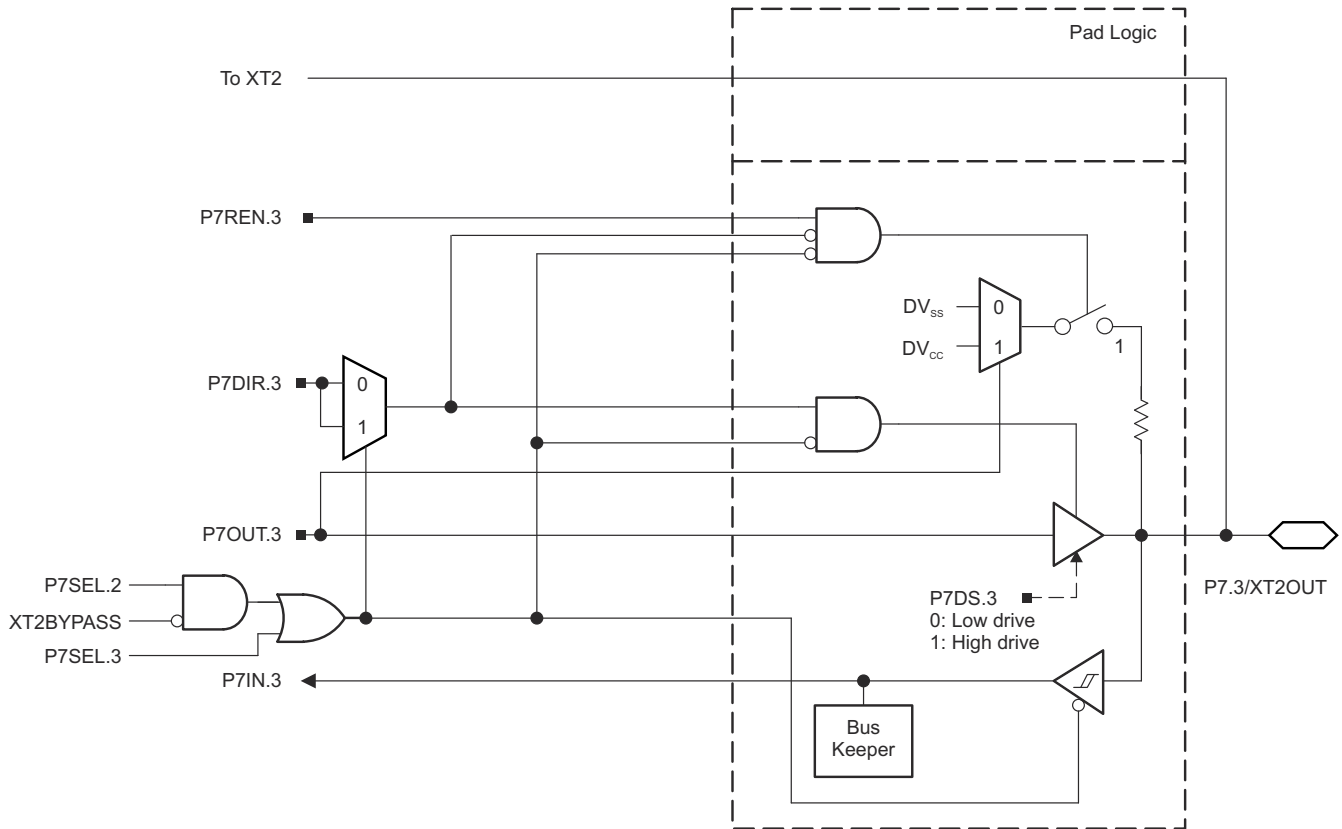 Pad Logic
To XT2
P7REN.3
DVSS
0
DVCC
1
1
P7DIR.3
0
1
P7OUT.3
P7SEL.2
XT2BYPASS
P7SEL.3
P7.3/XT2OUT
P7DS.3
0: Low drive
1: High drive
P7IN.3
Bus
Keeper